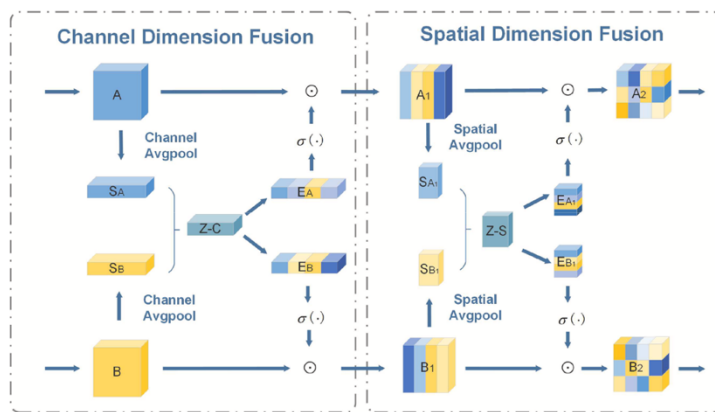 Channel Dimension Fusion
A
⊙
Channel
Avgpool
σ(·)
SA
EA
Z-C
SB
EB
Channel
Avgpool
σ(·)
B
⊙
Spatial Dimension Fusion
A1
⊙
A2
Spatial
Avgpool
σ(·)
SA1
EA1
Z-S
SB1
EB1
Spatial
Avgpool
σ(·)
B1
⊙
B2